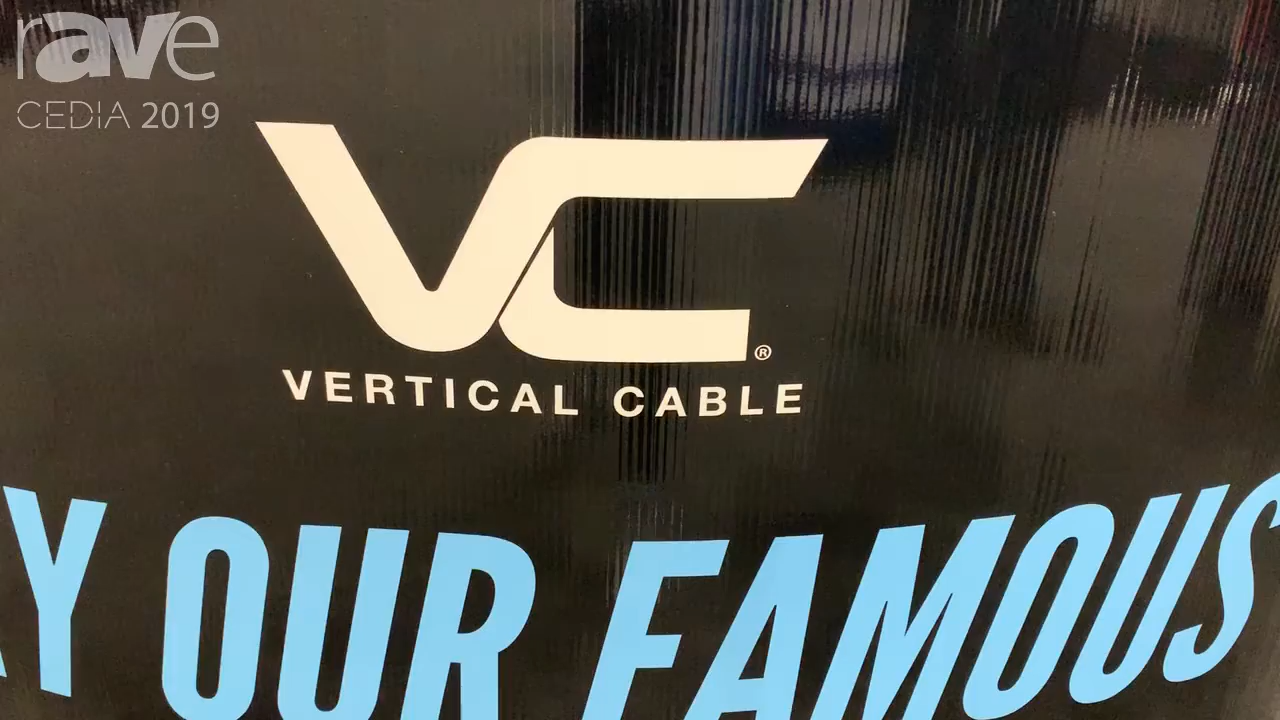 rAVe
CEDIA 2019
VC®
VERTICAL CABLE
OUR FAMOUS